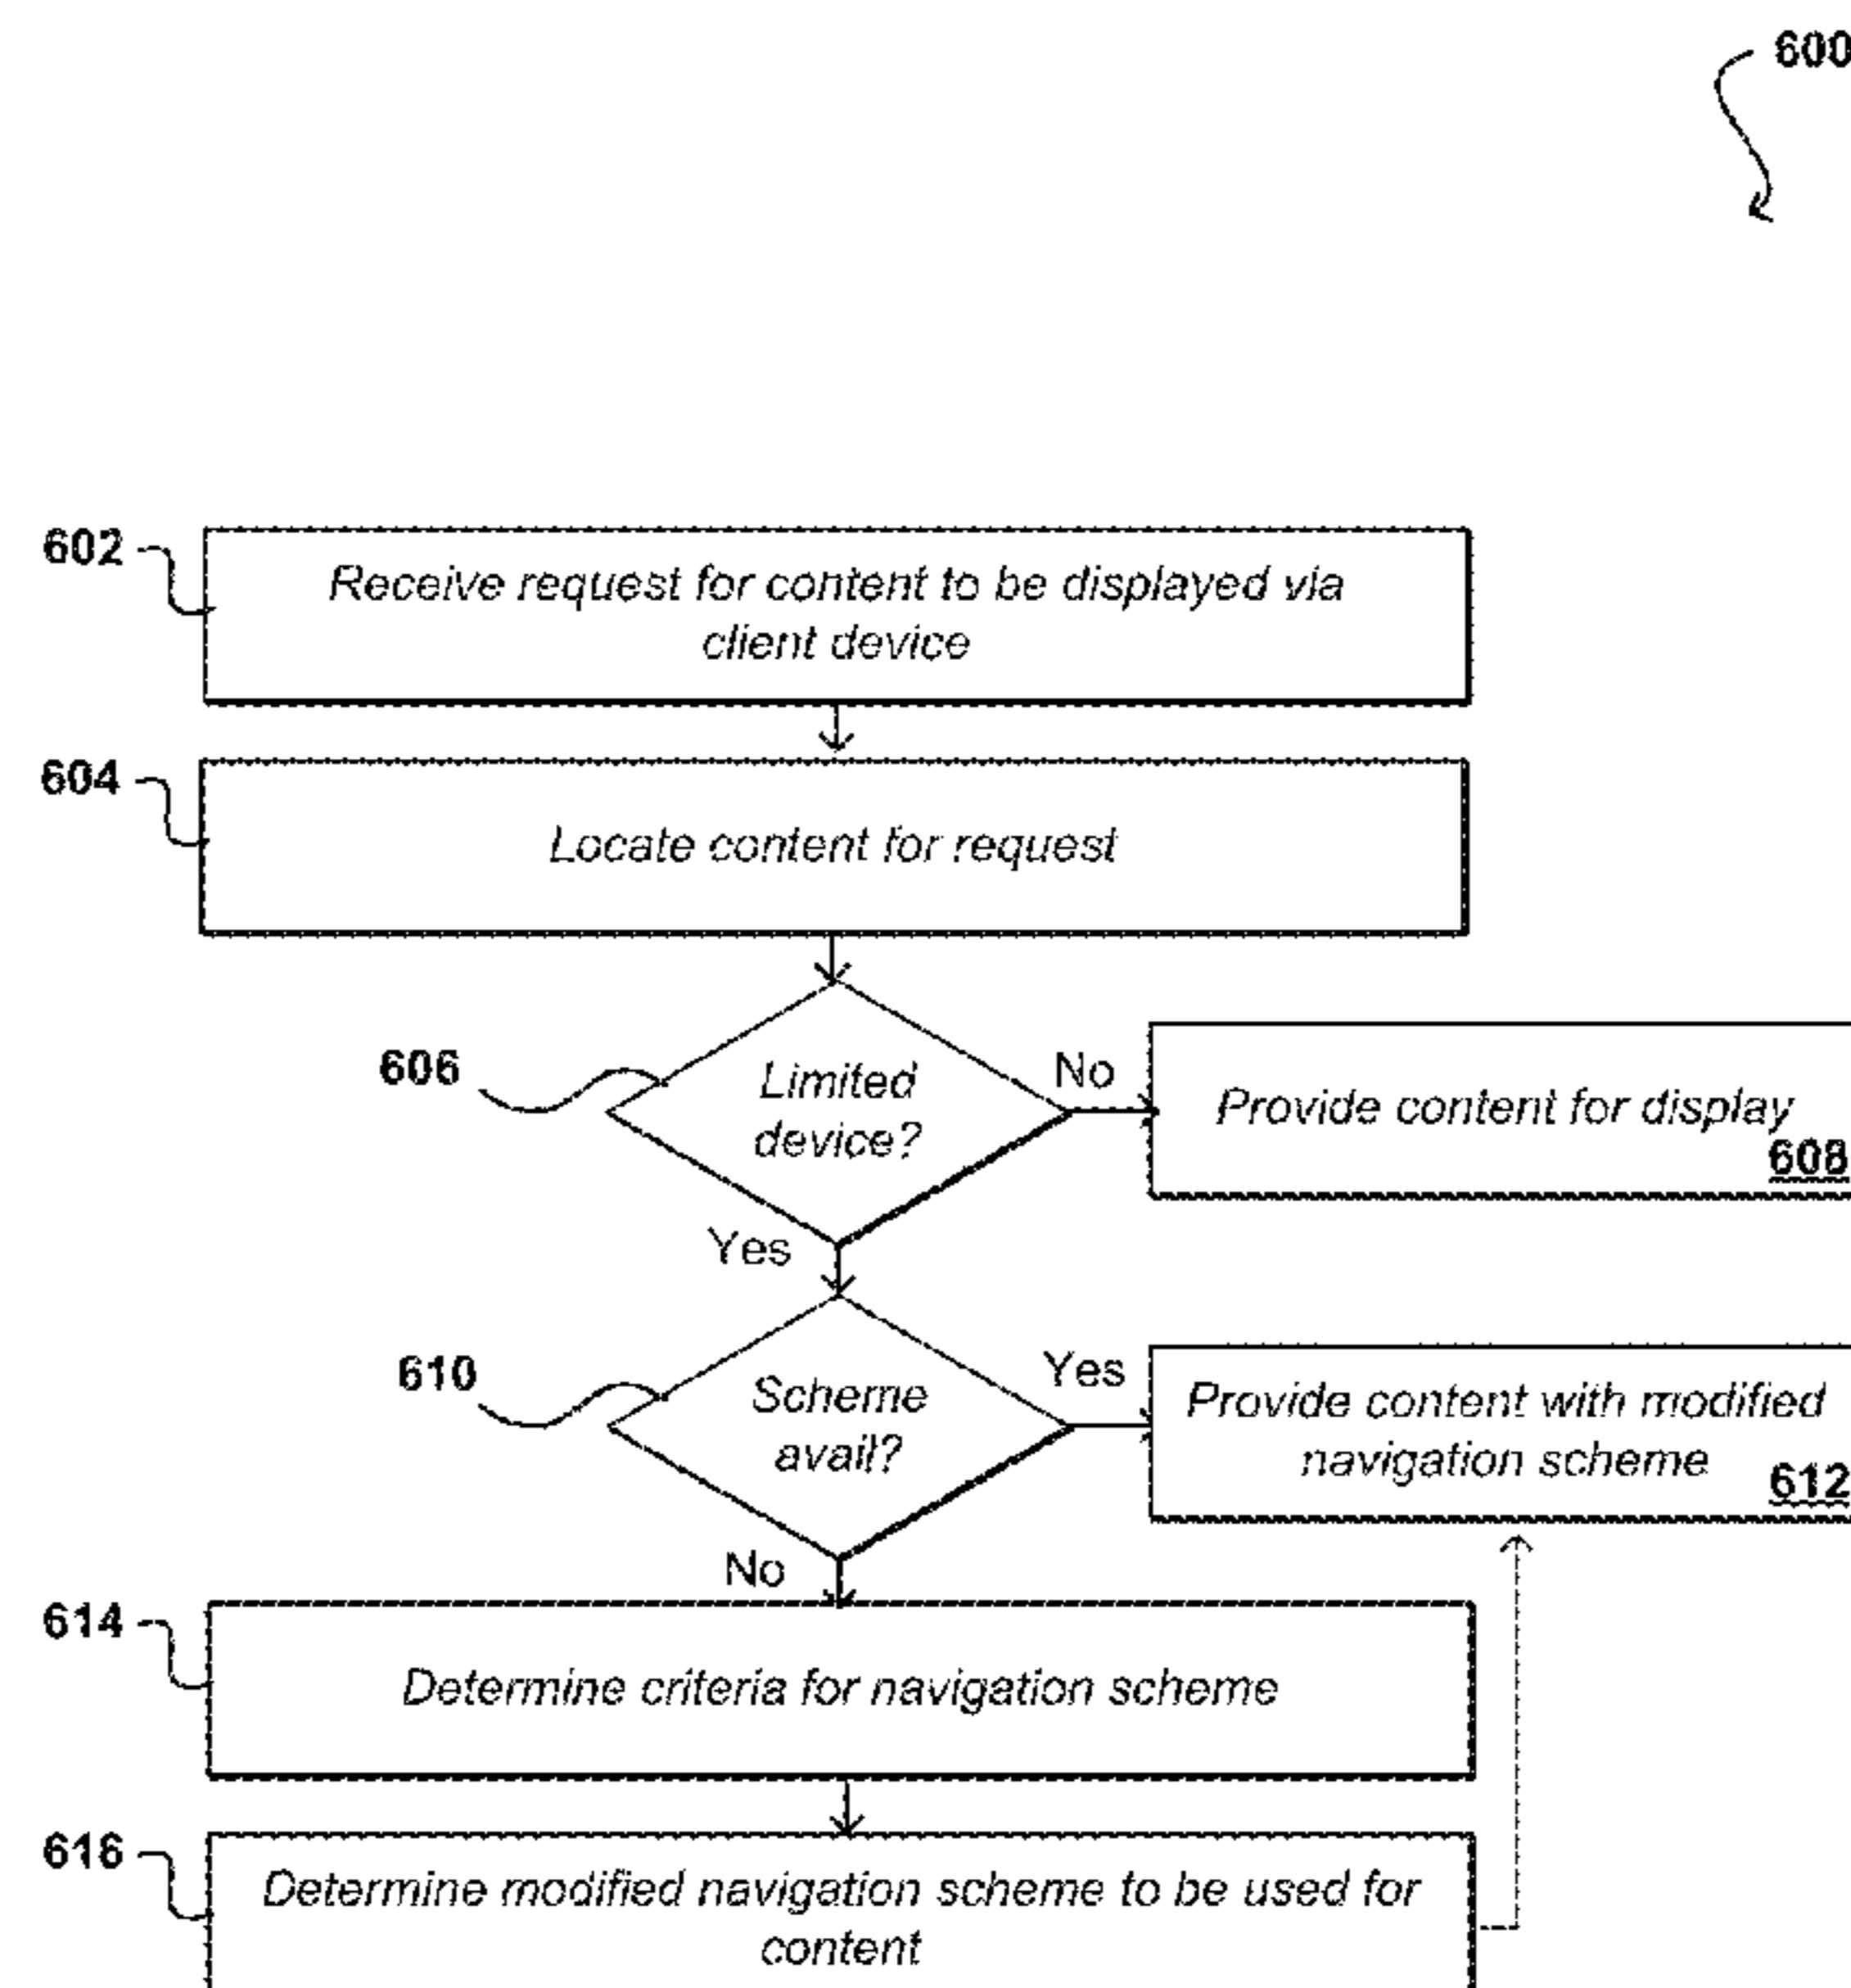 600
602
Receive request for content to be displayed via
client device
604
Locate content for request
606
Limited
device?
No
Provide content for display
608
Yes
610
Scheme
avail?
Yes
Provide content with modified
navigation scheme
612
No
614
Determine criteria for navigation scheme
616
Determine modified navigation scheme to be used for
content